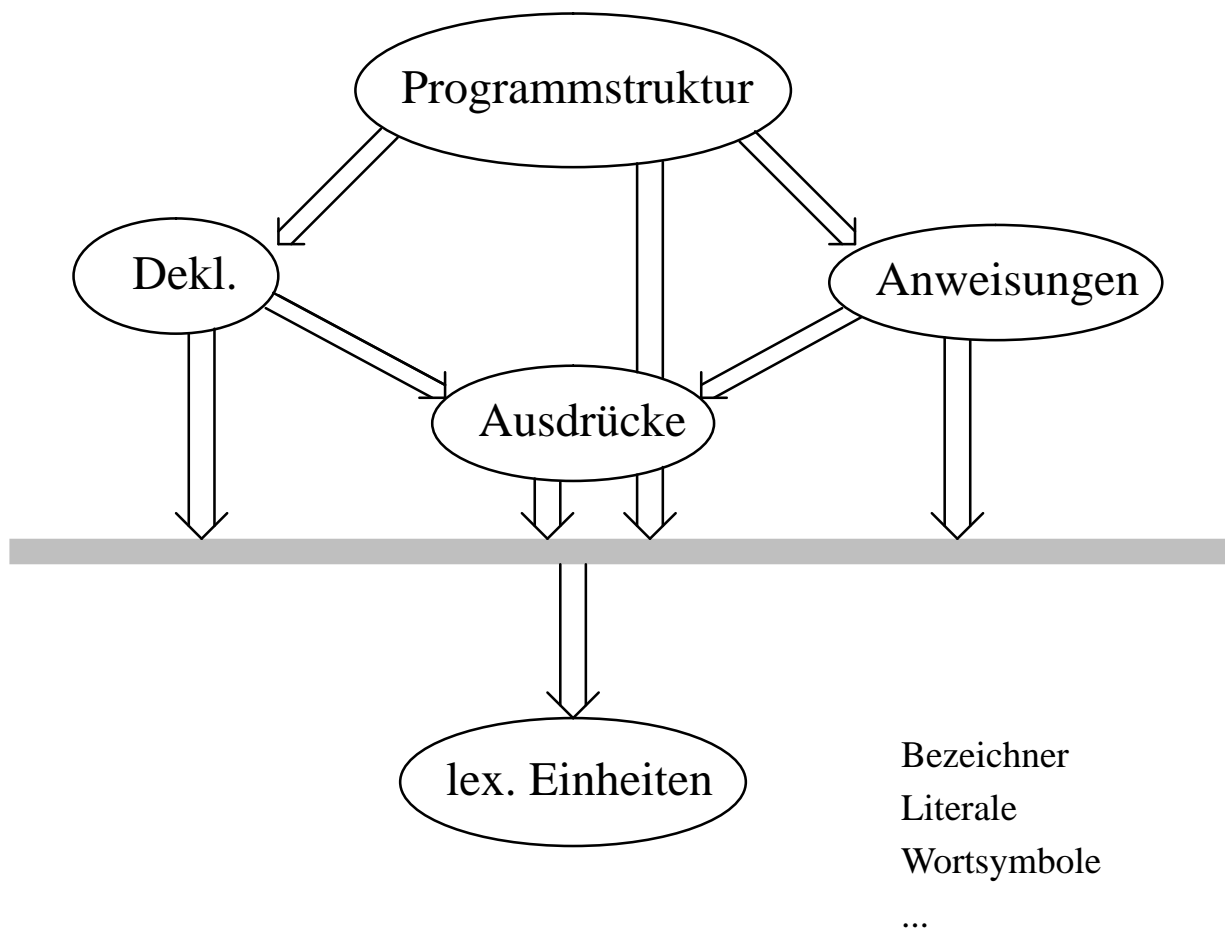 Programmstruktur
Dekl.
Anweisungen
Ausdrücke
lex. Einheiten
Bezeichner
Literale
Wortsymbole
...